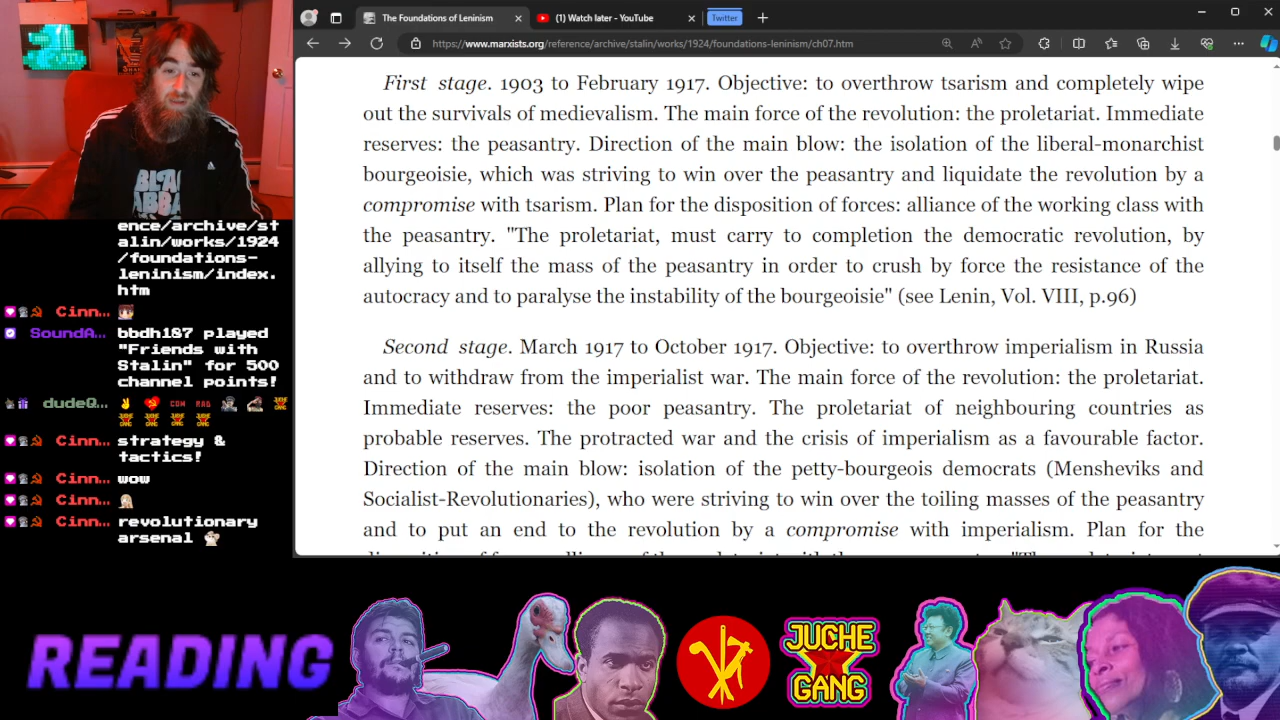 The Foundations of Leninism
(1) Watch later - YouTube
Twitter
https://www.marxists.org/reference/archive/stalin/works/1924/foundations-leninism/ch07.htm
First stage. 1903 to February 1917. Objective: to overthrow tsarism and completely wipe
out the survivals of medievalism. The main force of the revolution: the proletariat. Immediate
reserves: the peasantry. Direction of the main blow: the isolation of the liberal-monarchist
bourgeoisie, which was striving to win over the peasantry and liquidate the revolution by a
compromise with tsarism. Plan for the disposition of forces: alliance of the working class with
the peasantry. "The proletariat, must carry to completion the democratic revolution, by
allying to itself the mass of the peasantry in order to crush by force the resistance of the
autocracy and to paralyse the instability of the bourgeoisie" (see Lenin, Vol. VIII, p.96)
Second stage. March 1917 to October 1917. Objective: to overthrow imperialism in Russia
and to withdraw from the imperialist war. The main force of the revolution: the proletariat.
Immediate reserves: the poor peasantry. The proletariat of neighbouring countries as
probable reserves. The protracted war and the crisis of imperialism as a favourable factor.
Direction of the main blow: isolation of the petty-bourgeois democrats (Mensheviks and
Socialist-Revolutionaries), who were striving to win over the toiling masses of the peasantry
and to put an end to the revolution by a compromise with imperialism. Plan for the
ence/archive/st
alin/works/1924
/foundations-
leninism/index.
htm
Cinn...
SoundA... bbdh187 played
"Friends with
Stalin" for 500
channel points!
dudeQ...
Cinn... strategy &
tactics!
Cinn... wow
Cinn...
Cinn... revolutionary
arsenal
READING
JUCHE
GANG